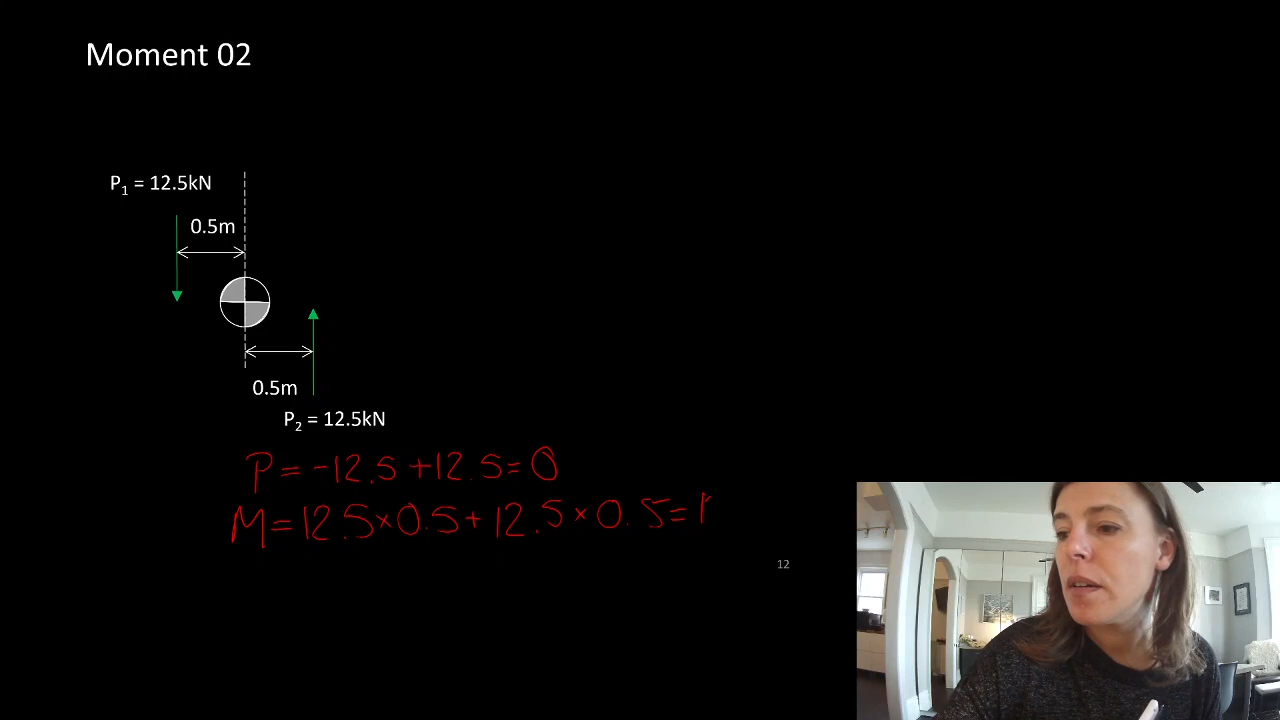 Moment 02
P₁ = 12.5kN
0.5m
0.5m
P₂ = 12.5kN
P = -12.5 + 12.5 = 0
M = 12.5 × 0.5 + 12.5 × 0.5 = 1
12